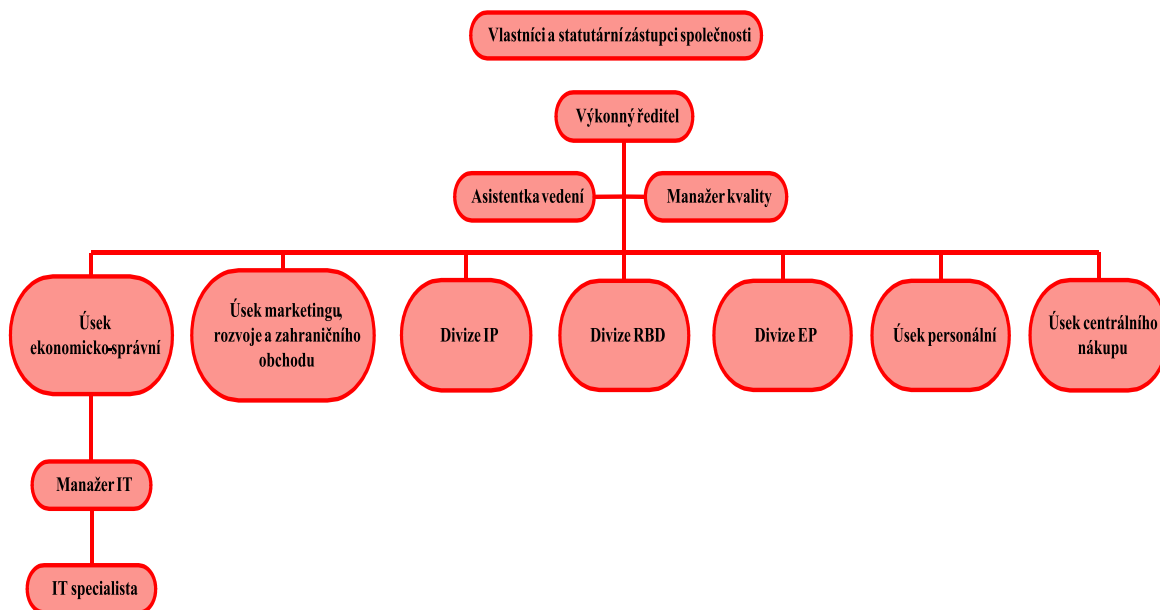 Vlastníci a statutární zástupci společnosti
Výkonný ředitel
Asistentka vedení
Manažer kvality
Úsek
ekonomicko-správní
Úsek marketingu,
rozvoje a zahraničního
obchodu
Divize IP
Divize RBD
Divize EP
Úsek personální
Úsek centrálního
nákupu
Manažer IT
IT specialista